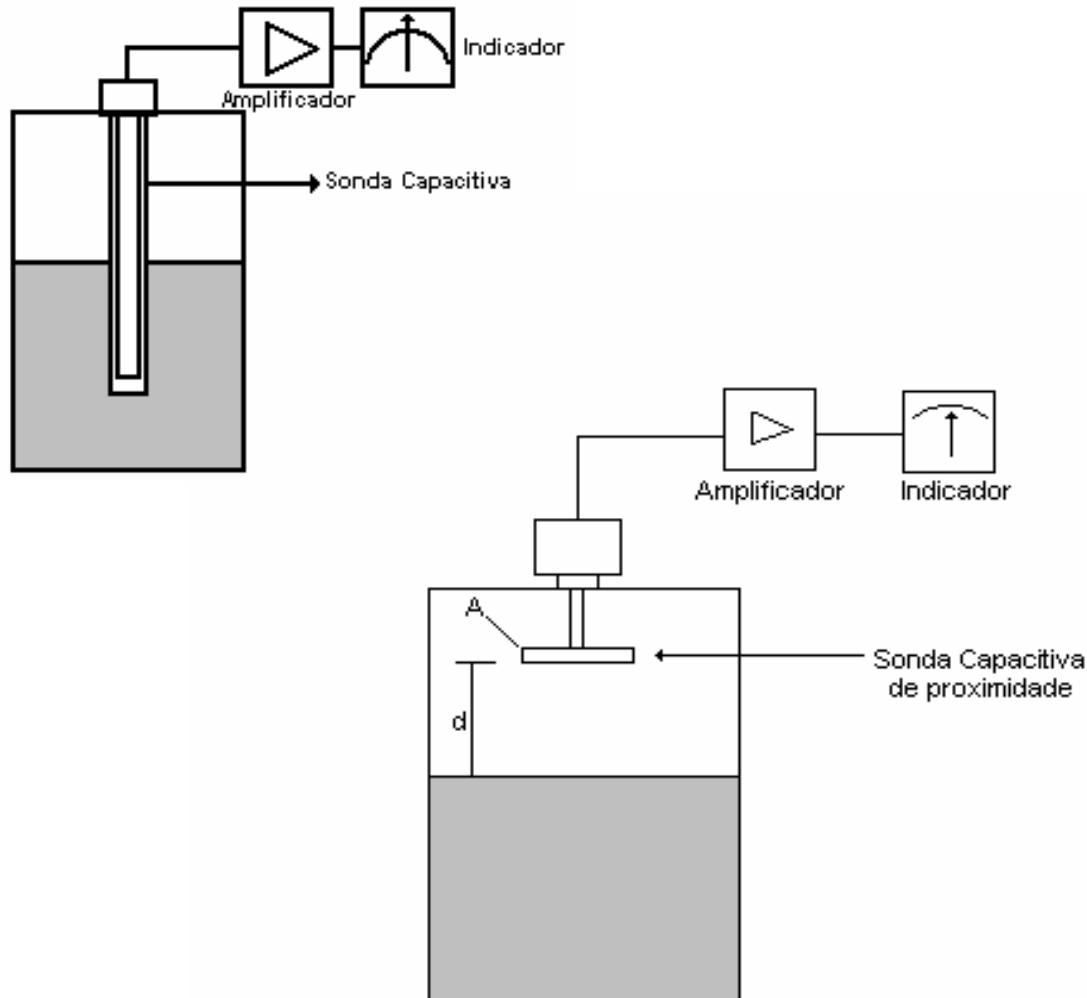 Indicador
Amplificador
Sonda Capacitiva
Amplificador
Indicador
A
Sonda Capacitiva
de proximidade
d